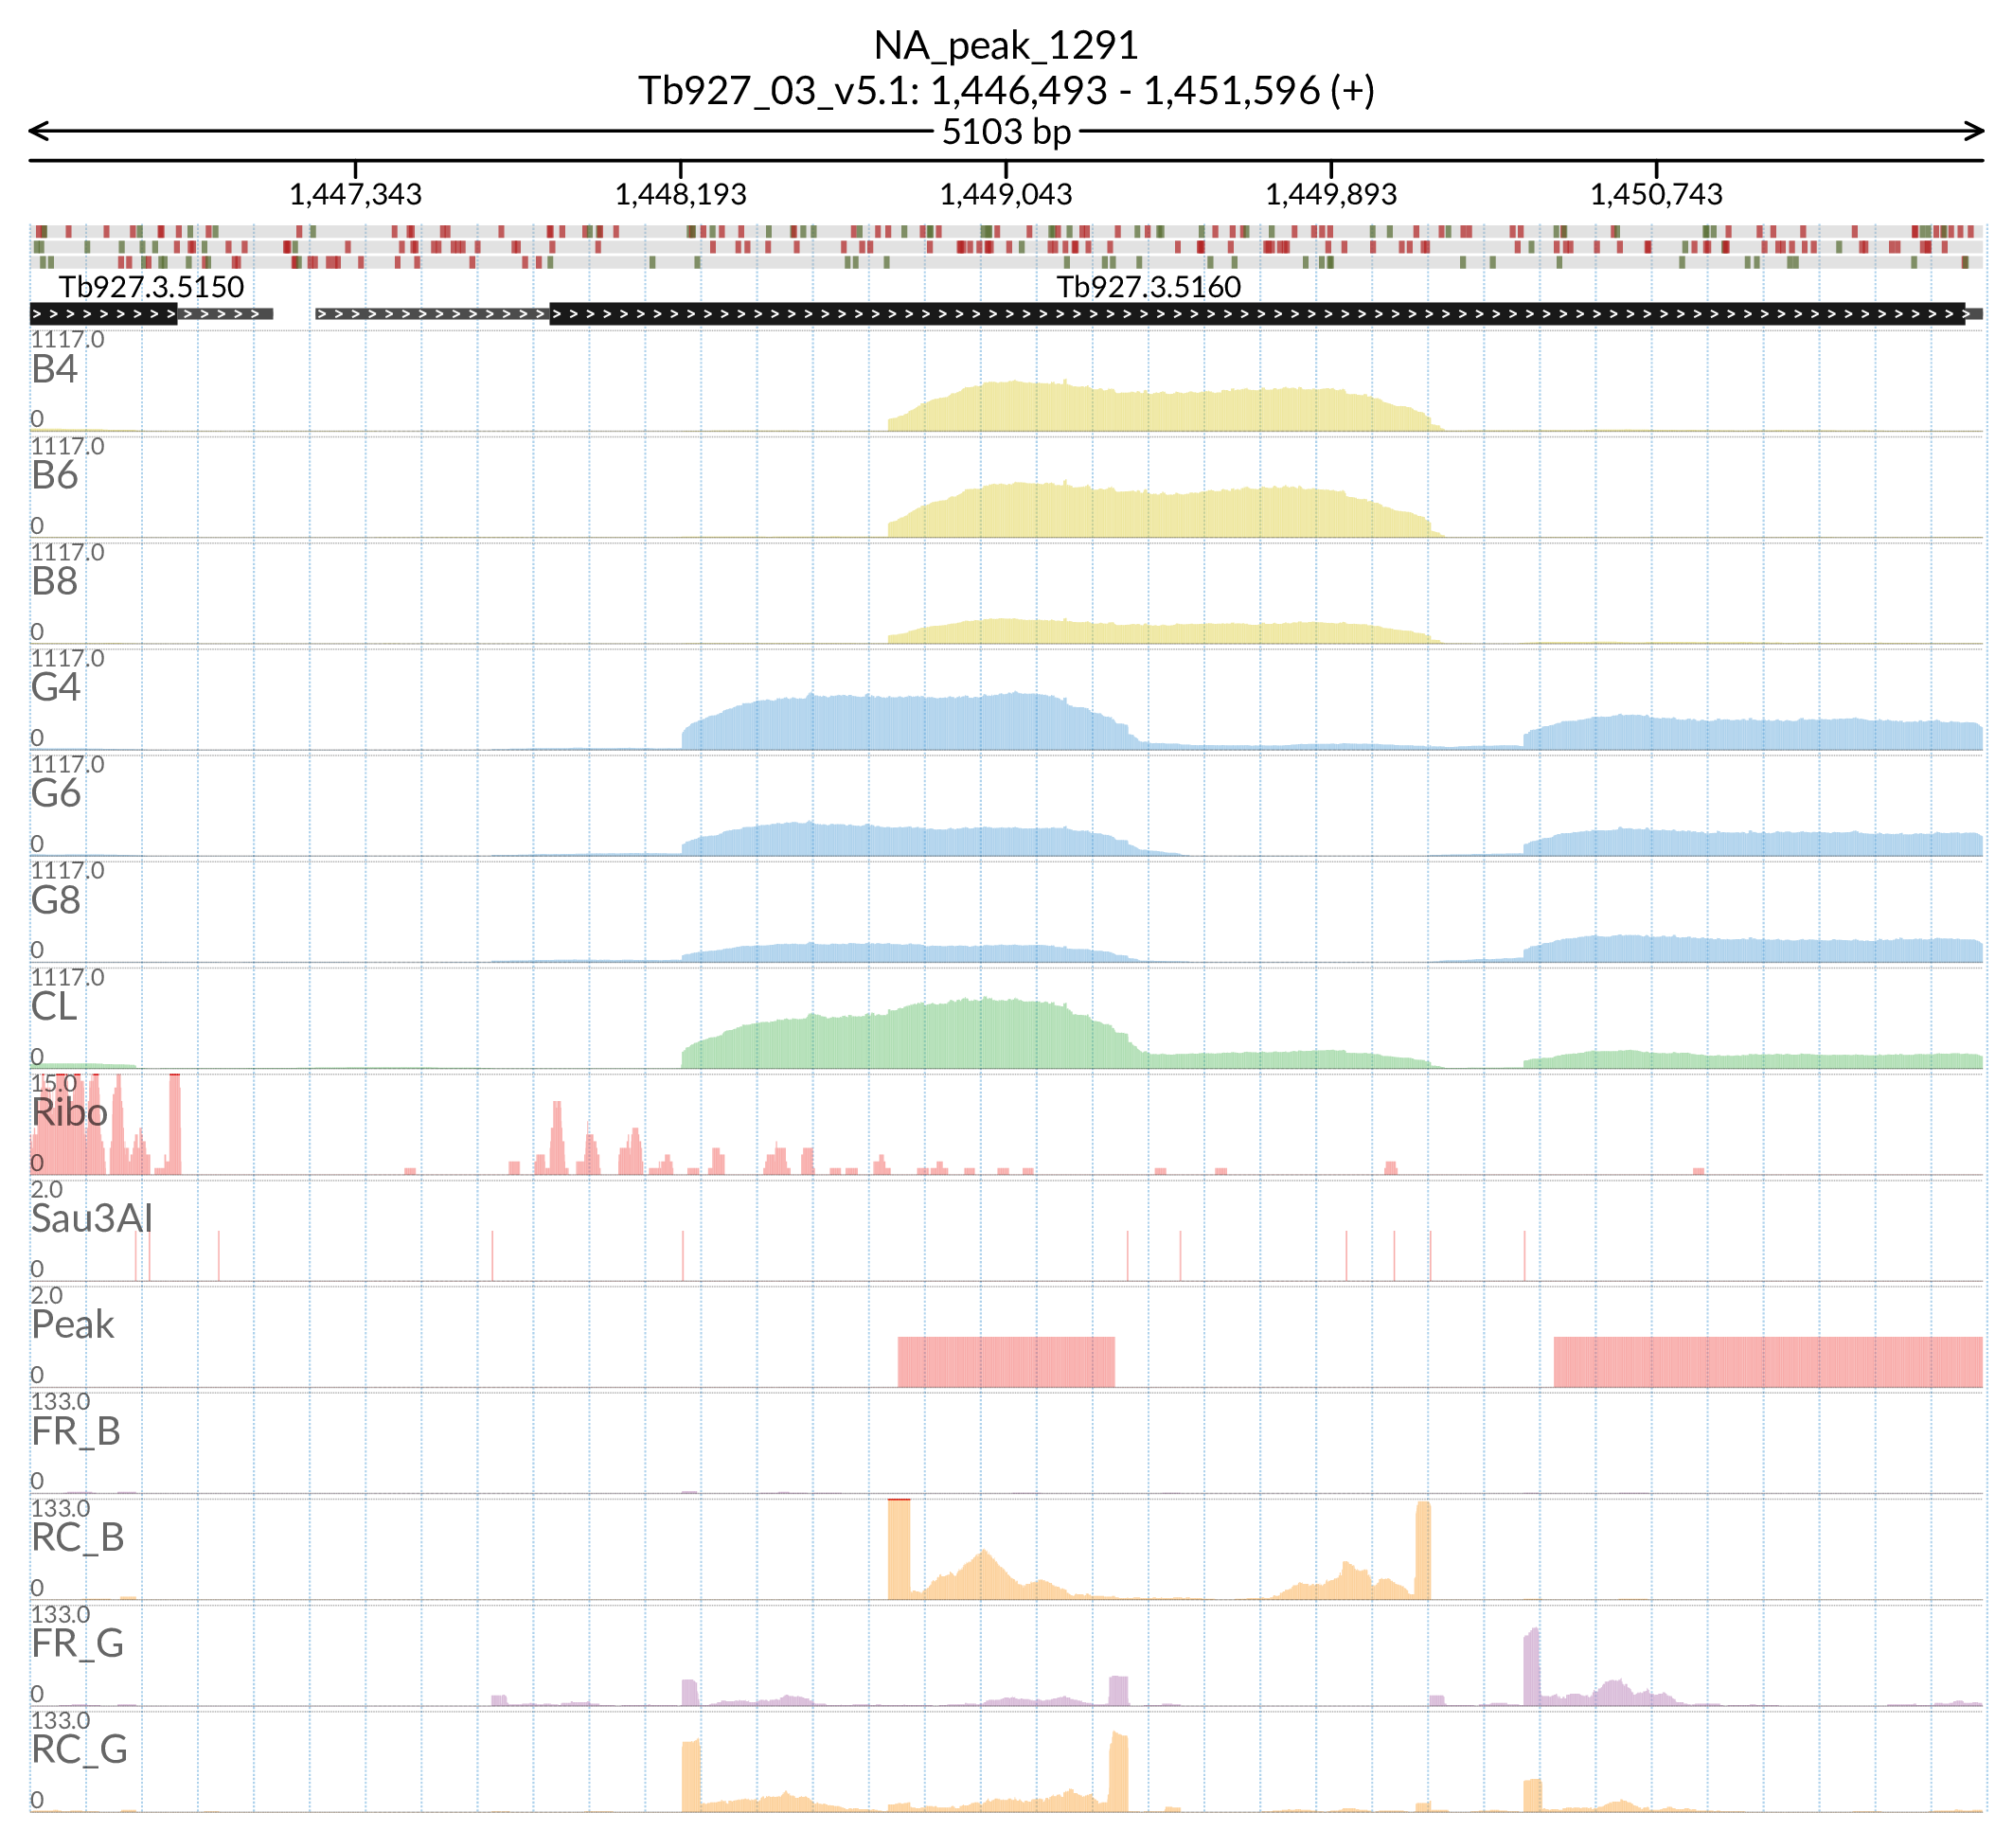 NA_peak_1291
Tb927_03_v5.1: 1,446,493 - 1,451,596 (+)
5103 bp
1,447,343 1,448,193 1,449,043 1,449,893 1,450,743
Tb927.3.5150 Tb927.3.5160
1117.0
B4
0
1117.0
B6
0
1117.0
B8
0
1117.0
G4
0
1117.0
G6
0
1117.0
G8
0
1117.0
CL
0
15.0
Ribo
0
2.0
Sau3AI
0
2.0
Peak
0
133.0
FR_B
0
133.0
RC_B
0
133.0
FR_G
0
133.0
RC_G
0